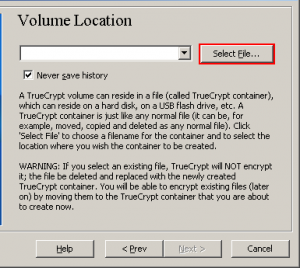 Volume Location
Select File...
Never save history
A TrueCrypt volume can reside in a file (called TrueCrypt container),
which can reside on a hard disk, on a USB flash drive, etc. A
TrueCrypt container is just like any normal file (it can be, for
example, moved, copied and deleted as any normal file). Click
'Select File' to choose a filename for the container and to select the
location where you wish the container to be created.
WARNING: If you select an existing file, TrueCrypt will NOT encrypt
it; the file be deleted and replaced with the newly created
TrueCrypt container. You will be able to encrypt existing files (later
on) by moving them to the TrueCrypt container that you are about
to create now.
Help
< Prev
Next >
Cancel